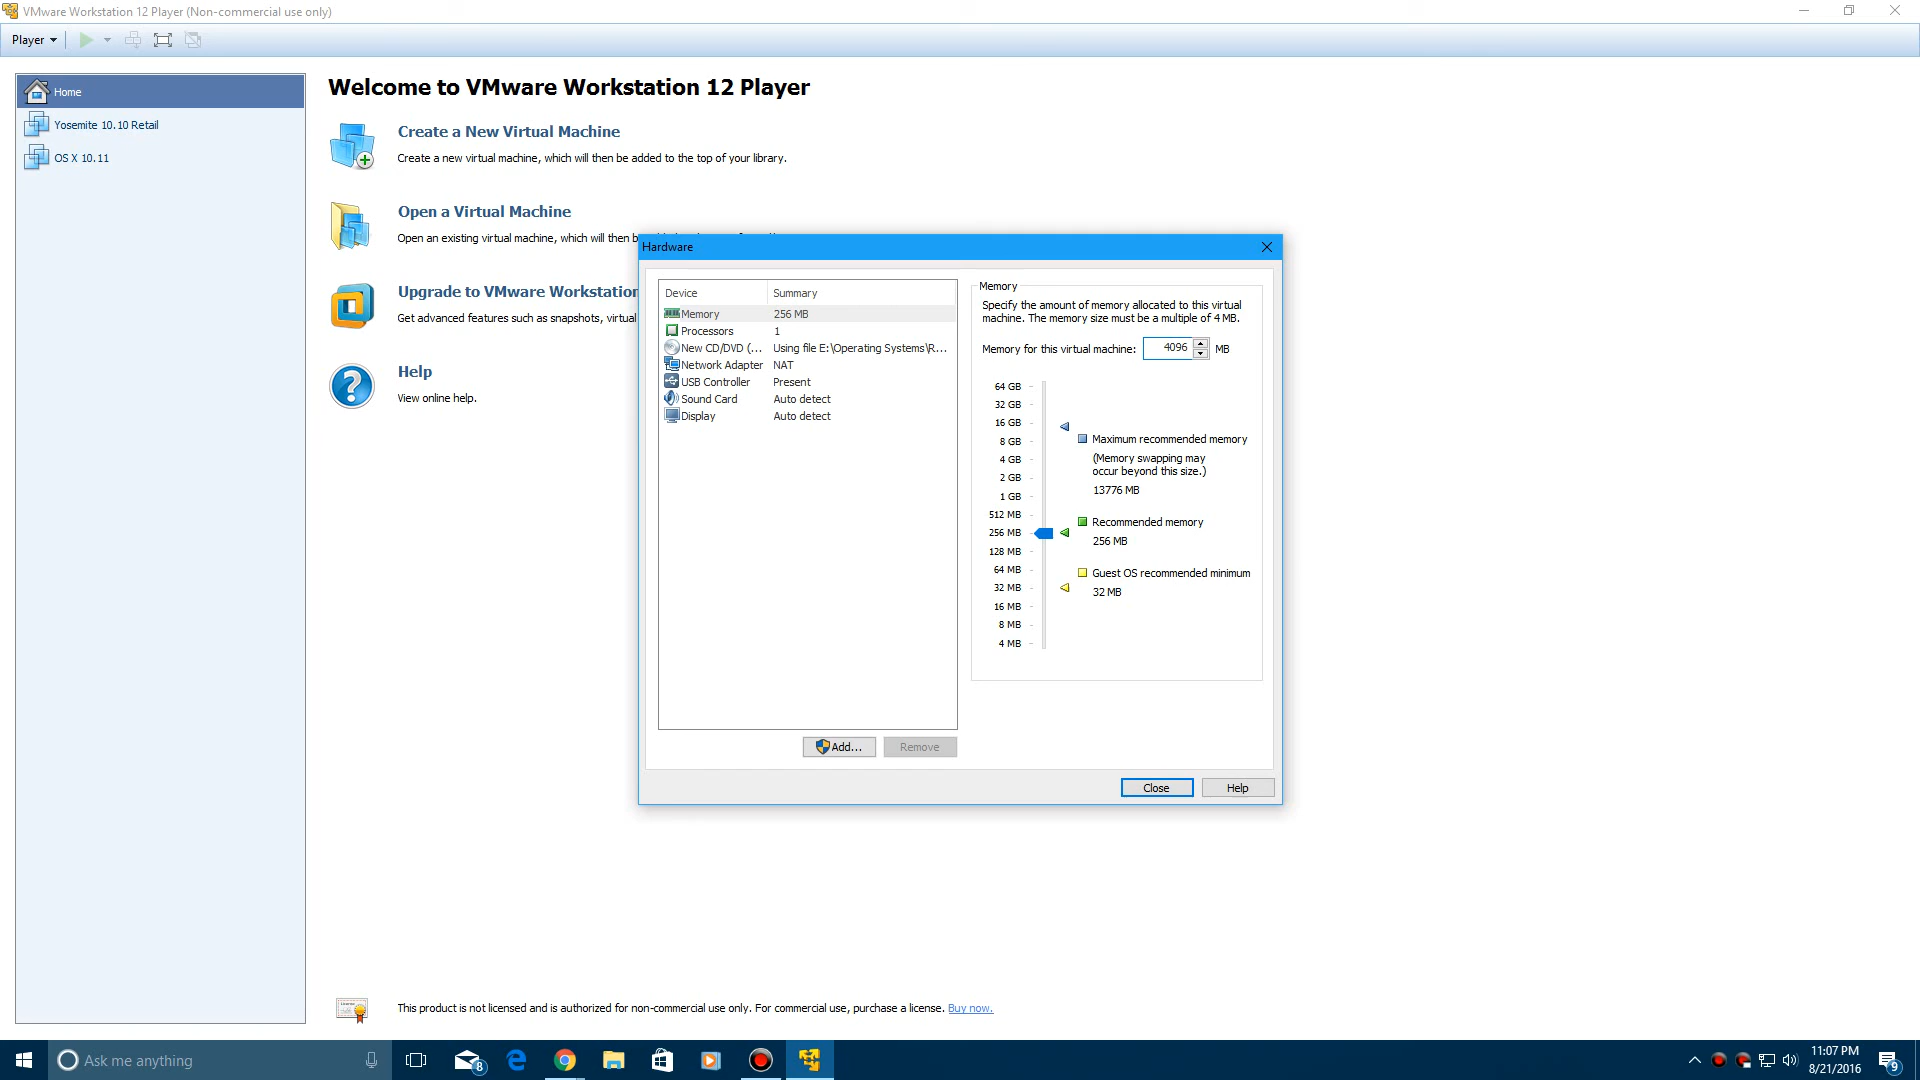 VMware Workstation 12 Player (Non-commercial use only)
Player
Home
Yosemite 10.10 Retail
OS X 10.11
Welcome to VMware Workstation 12 Player
Create a New Virtual Machine
Create a new virtual machine, which will then be added to the top of your library.
Open a Virtual Machine
Open an existing virtual machine, which will then b
Upgrade to VMware Workstation
Get advanced features such as snapshots, virtual
Help
View online help.
Hardware
Device Summary
Memory 256 MB
Processors 1
New CD/DVD (... Using file E:\Operating Systems\R...
Network Adapter NAT
USB Controller Present
Sound Card Auto detect
Display Auto detect
Add...
Remove
Memory
Specify the amount of memory allocated to this virtual
machine. The memory size must be a multiple of 4 MB.
Memory for this virtual machine: 4096 MB
64 GB
32 GB
16 GB
8 GB
4 GB
2 GB
1 GB
512 MB
256 MB
128 MB
64 MB
32 MB
16 MB
8 MB
4 MB
Maximum recommended memory
(Memory swapping may
occur beyond this size.)
13776 MB
Recommended memory
256 MB
Guest OS recommended minimum
32 MB
Close
Help
This product is not licensed and is authorized for non-commercial use only. For commercial use, purchase a license. Buy now.
Ask me anything
8
11:07 PM
8/21/2016
9